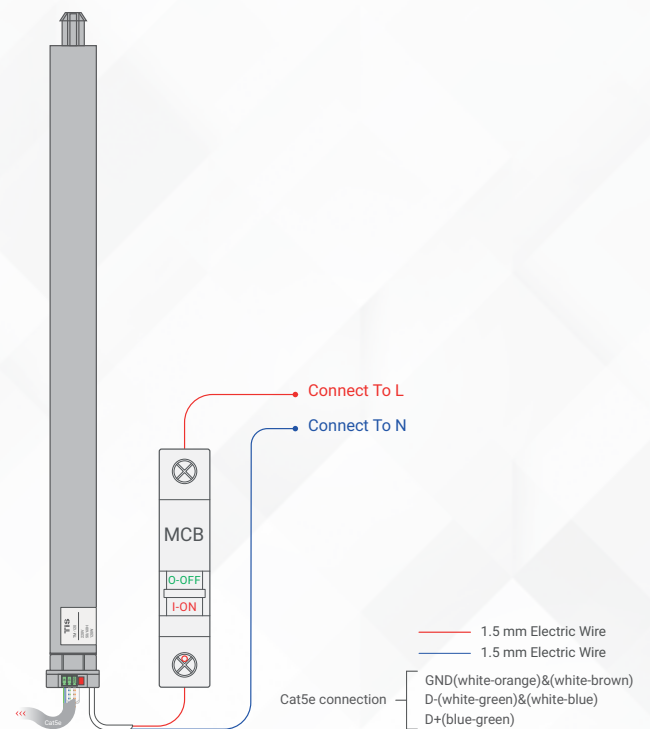 Connect To L
Connect To N
MCB
O-OFF
I-ON
TIS
Cat5e
1.5 mm Electric Wire
1.5 mm Electric Wire
Cat5e connection
GND(white-orange)&(white-brown)
D-(white-green)&(white-blue)
D+(blue-green)